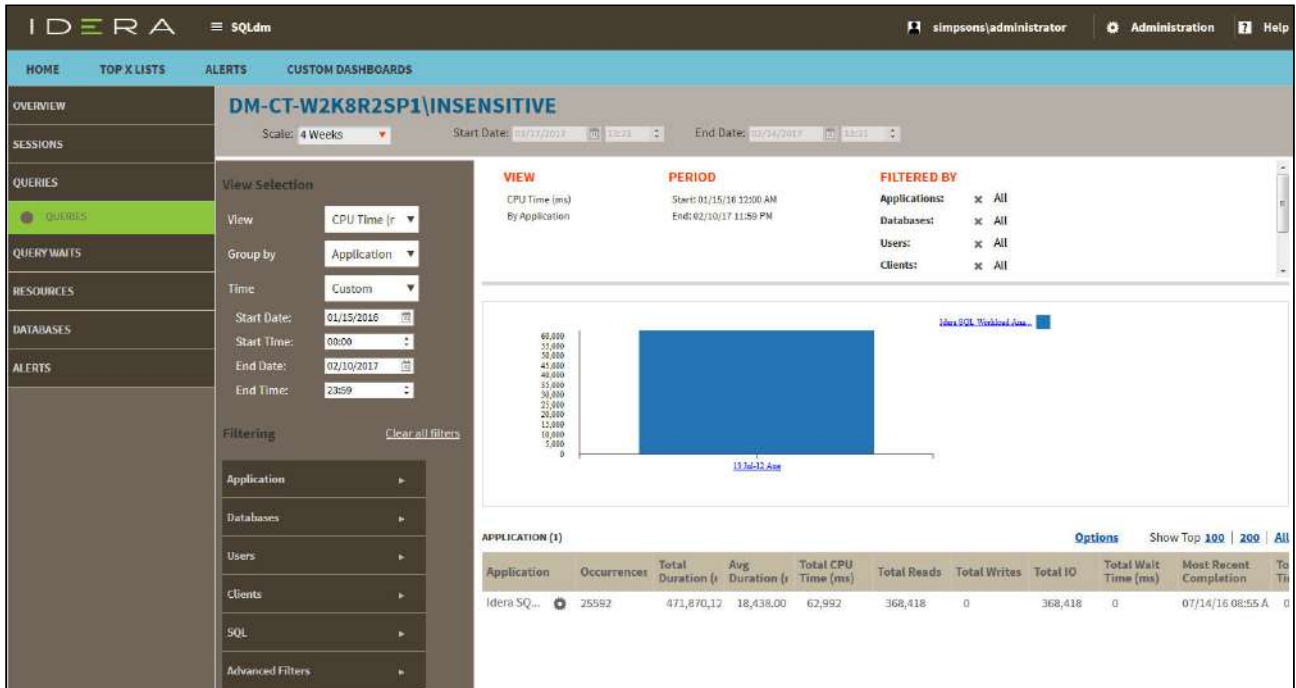 IDERA SQLdm simpsons\administrator Administration ? Help
HOME TOP X LISTS ALERTS CUSTOM DASHBOARDS
OVERVIEW
SESSIONS
QUERIES
QUERIES
QUERY WAITS
RESOURCES
DATABASES
ALERTS
DM-CT-W2K8R2SP1\INSENSITIVE
Scale: 4 Weeks Start Date: End Date:
View Selection
View CPU Time (r
Group by Application
Time Custom
Start Date: 01/15/2016
Start Time: 00:00
End Date: 02/10/2017
End Time: 23:59
Filtering Clear all filters
Application
Databases
Users
Clients
SQL
Advanced Filters
VIEW
CPU Time (ms)
By Application
PERIOD
Start: 01/15/16 12:00 AM
End: 02/10/17 11:59 PM
FILTERED BY
Applications: All
Databases: All
Users: All
Clients: All
Idera SQL Workload Ana...
60,000
55,000
50,000
45,000
40,000
35,000
30,000
25,000
20,000
15,000
10,000
5,000
0
APPLICATION (1) Options Show Top 100 | 200 | All
Application Occurrences Total Duration ( Avg Duration ( Total CPU Time (ms) Total Reads Total Writes Total IO Total Wait Time (ms) Most Recent Completion To Ti
Idera SQ... 25592 471,870,12 18,438.00 62,992 368,418 0 368,418 0 07/14/16 08:55 A 0